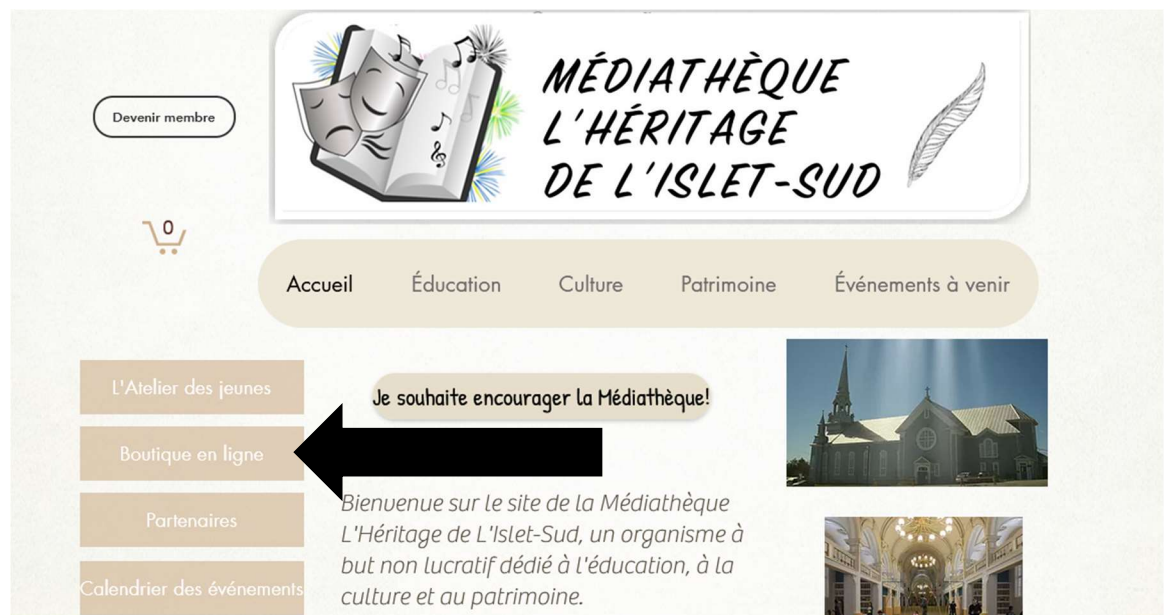 Devenir membre
MÉDIATHÈQUE
L'HÉRITAGE
DE L'ISLET-SUD
0
Accueil Éducation Culture Patrimoine Événements à venir
L'Atelier des jeunes
Boutique en ligne
Partenaires
Calendrier des événements
Je souhaite encourager la Médiathèque!
Bienvenue sur le site de la Médiathèque
L'Héritage de L'Islet-Sud, un organisme à
but non lucratif dédié à l'éducation, à la
culture et au patrimoine.